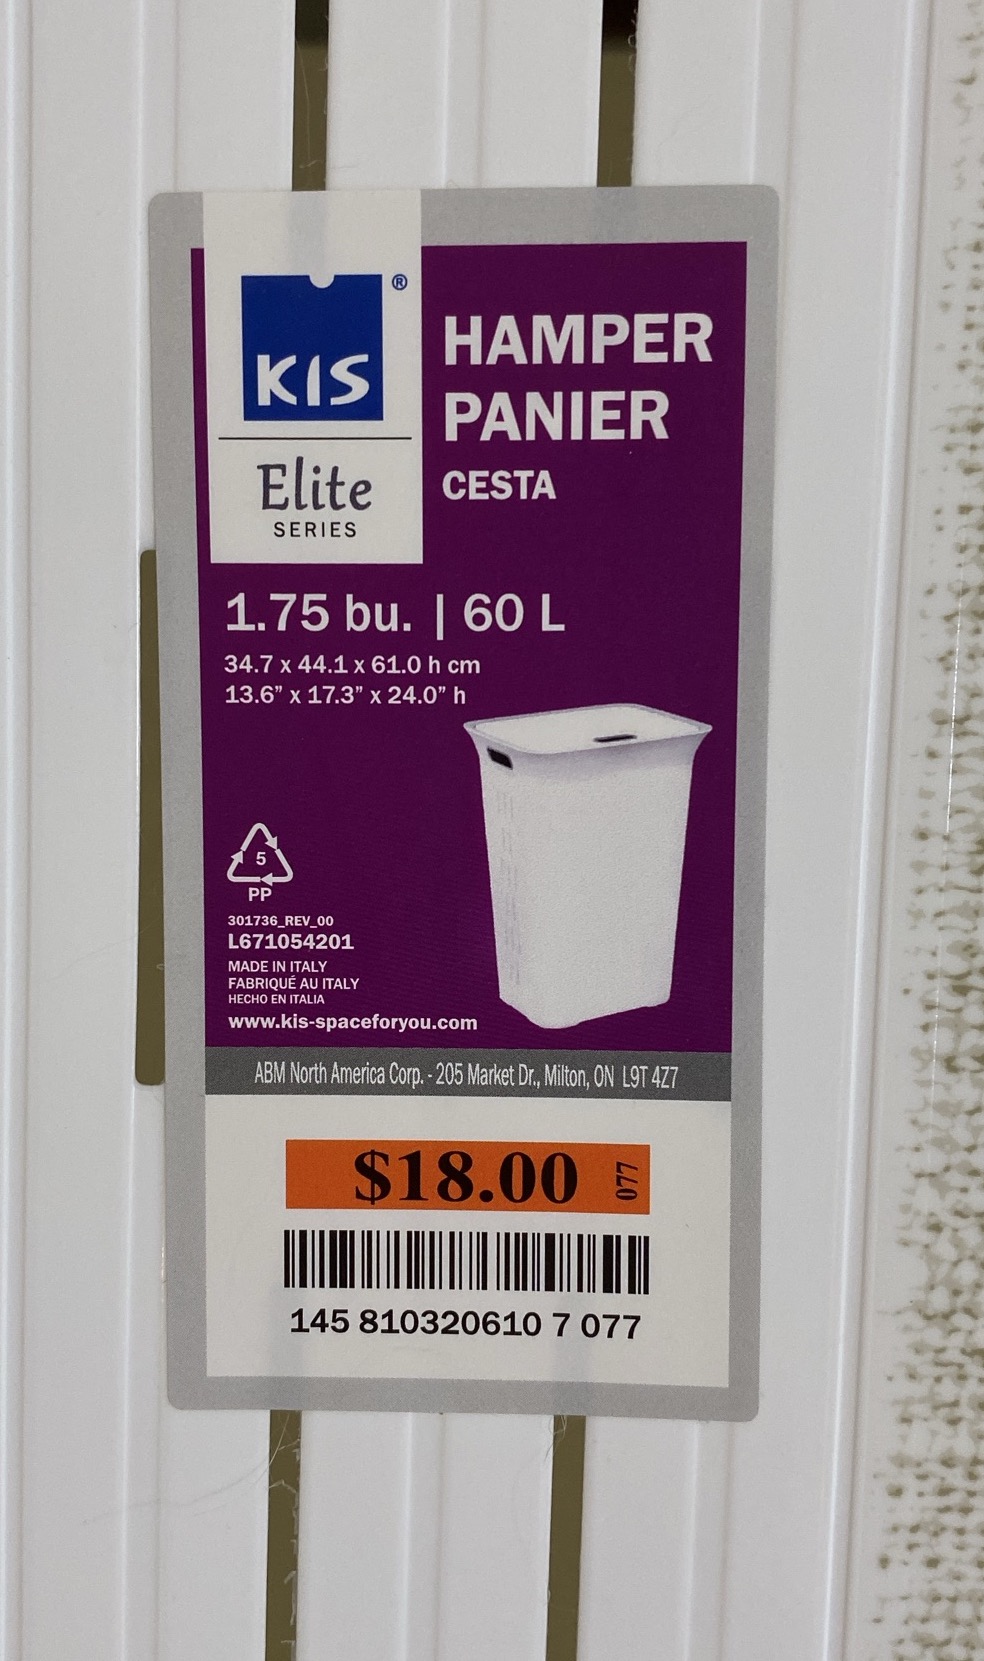 KIS ®
Elite
SERIES
HAMPER
PANIER
CESTA
1.75 bu. | 60 L
34.7 x 44.1 x 61.0 h cm
13.6” x 17.3” x 24.0” h
5
PP
301736_REV_00
L671054201
MADE IN ITALY
FABRIQUÉ AU ITALY
HECHO EN ITALIA
www.kis-spaceforyou.com
ABM North America Corp. - 205 Market Dr., Milton, ON L9T 4Z7
$18.00 077
145 810320610 7 077